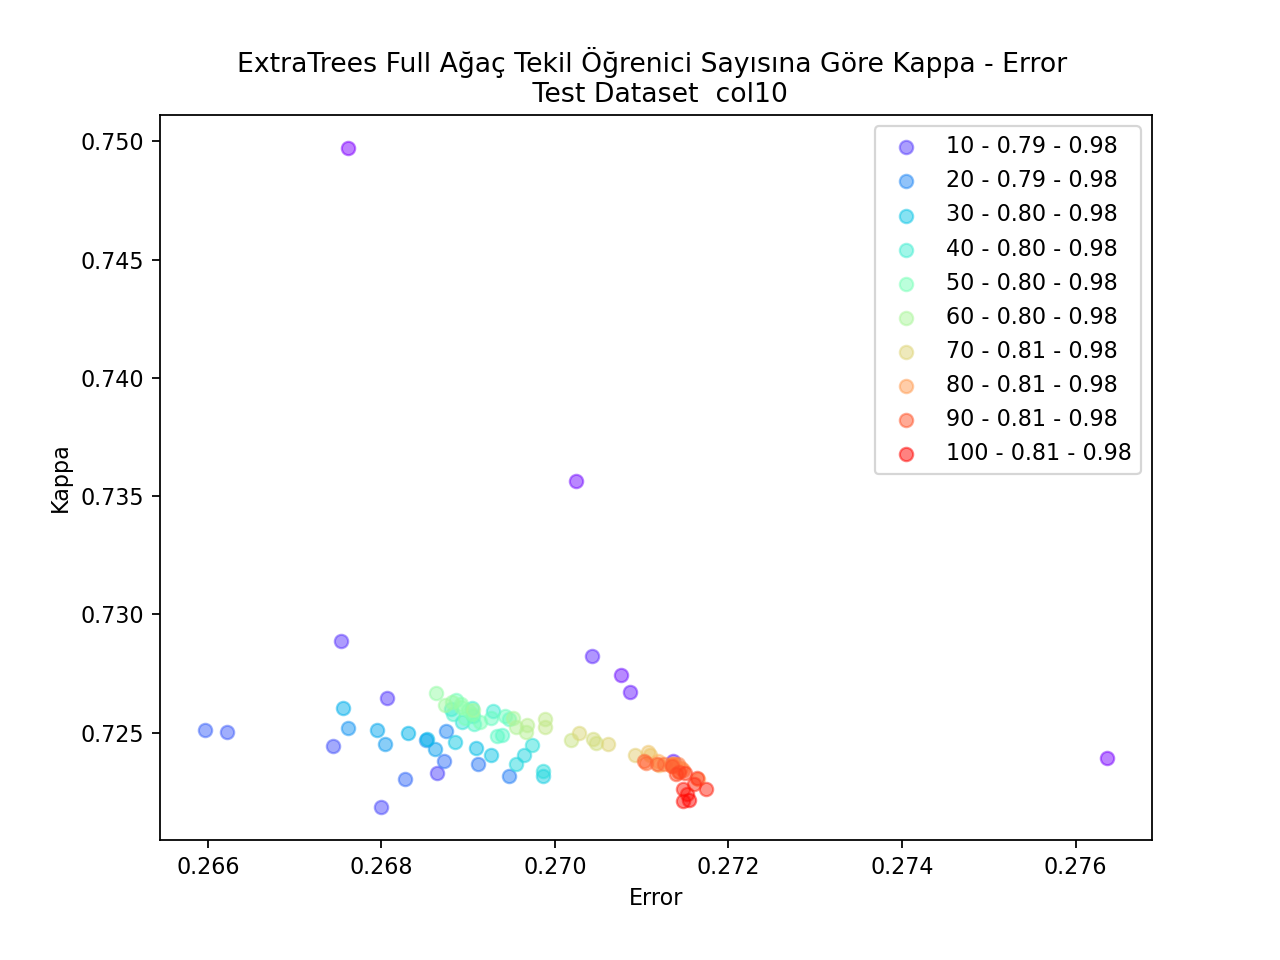 ExtraTrees Full Ağaç Tekil Öğrenici Sayısına Göre Kappa - Error
Test Dataset  col10
0.750
0.745
0.740
0.735
0.730
0.725
Kappa
10 - 0.79 - 0.98
20 - 0.79 - 0.98
30 - 0.80 - 0.98
40 - 0.80 - 0.98
50 - 0.80 - 0.98
60 - 0.80 - 0.98
70 - 0.81 - 0.98
80 - 0.81 - 0.98
90 - 0.81 - 0.98
100 - 0.81 - 0.98
0.266 0.268 0.270 0.272 0.274 0.276
Error